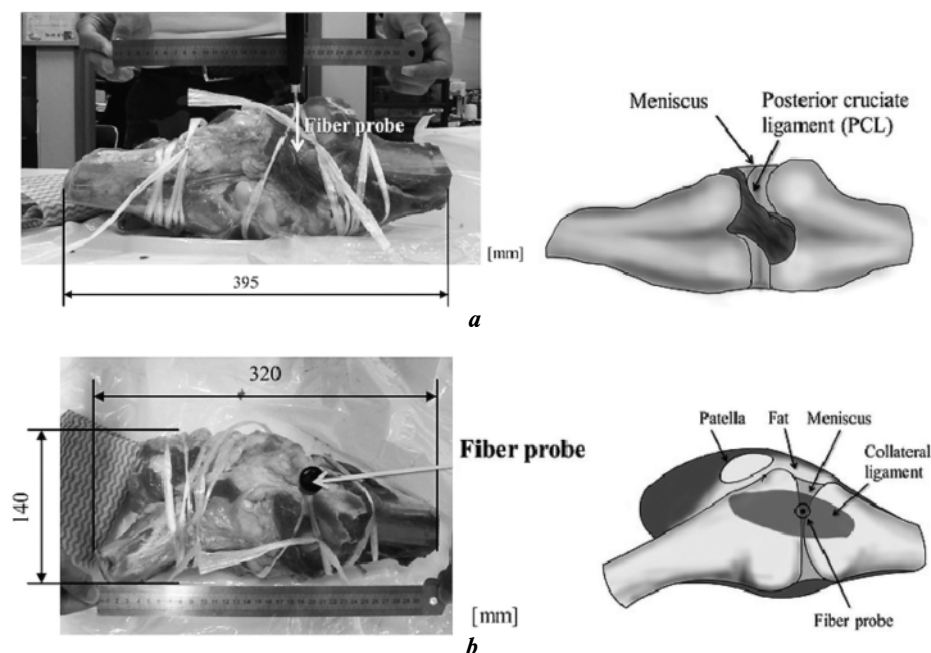 Fiber probe
[mm]
395
Meniscus
Posterior cruciate
ligament (PCL)
a
320
140
Fiber probe
[mm]
Patella
Fat
Meniscus
Collateral
ligament
Fiber probe
b